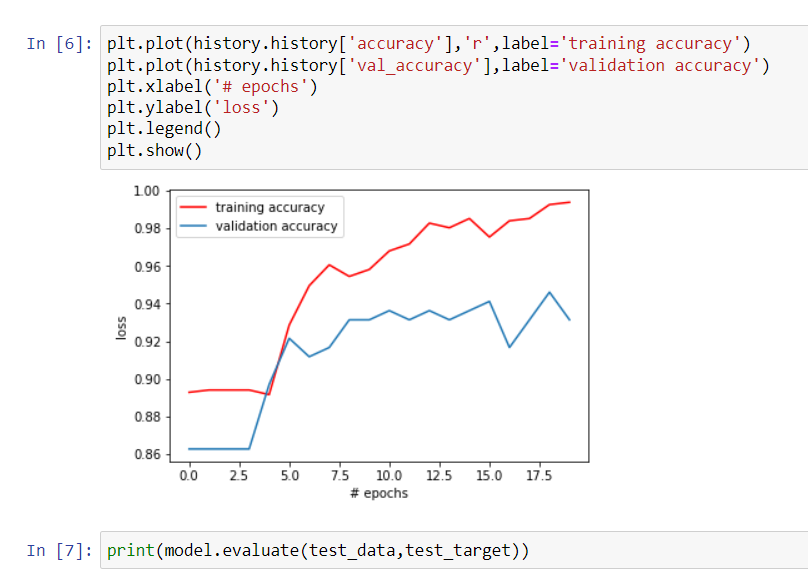 In [6]: plt.plot(history.history['accuracy'],'r',label='training accuracy')
plt.plot(history.history['val_accuracy'],label='validation accuracy')
plt.xlabel('# epochs')
plt.ylabel('loss')
plt.legend()
plt.show()
1.00
training accuracy
validation accuracy
0.98
0.96
0.94
0.92
0.90
0.88
0.86
loss
0.0 2.5 5.0 7.5 10.0 12.5 15.0 17.5
# epochs
In [7]: print(model.evaluate(test_data,test_target))